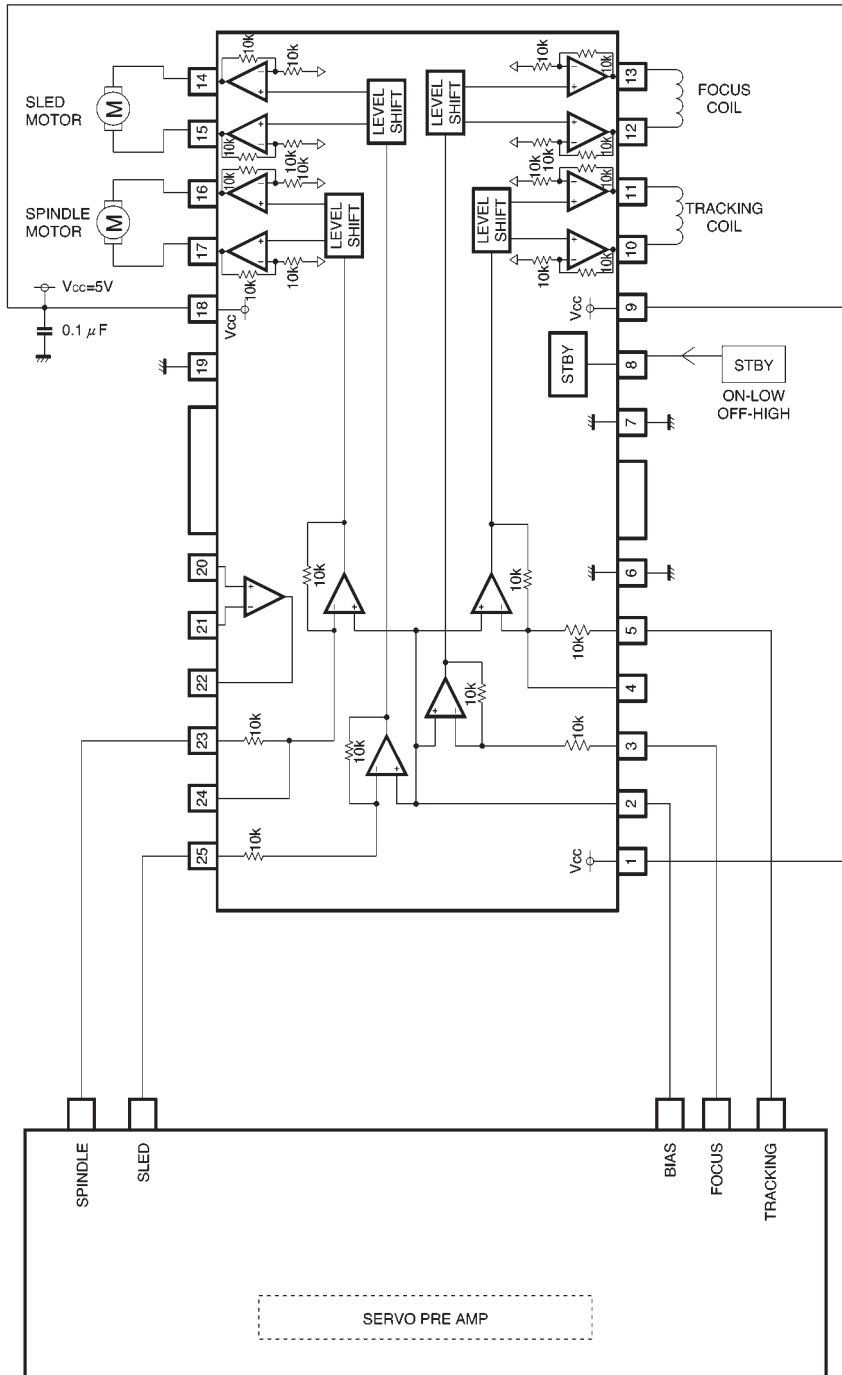 SLED
MOTOR
M
14
15
10k
10k
10k
10k
LEVEL
SHIFT
LEVEL
SHIFT
10k
10k
10k
10k
13
12
FOCUS
COIL
SPINDLE
MOTOR
M
16
17
10k
10k
10k
10k
LEVEL
SHIFT
LEVEL
SHIFT
10k
10k
10k
10k
11
10
TRACKING
COIL
Vcc=5V
0.1 μF
18
Vcc
Vcc
9
19
STBY
8
STBY
ON-LOW
OFF-HIGH
7
20
21
22
10k
10k
6
10k
5
4
23
10k
10k
10k
10k
3
24
2
25
10k
Vcc
1
SPINDLE
SLED
BIAS
FOCUS
TRACKING
SERVO PRE AMP